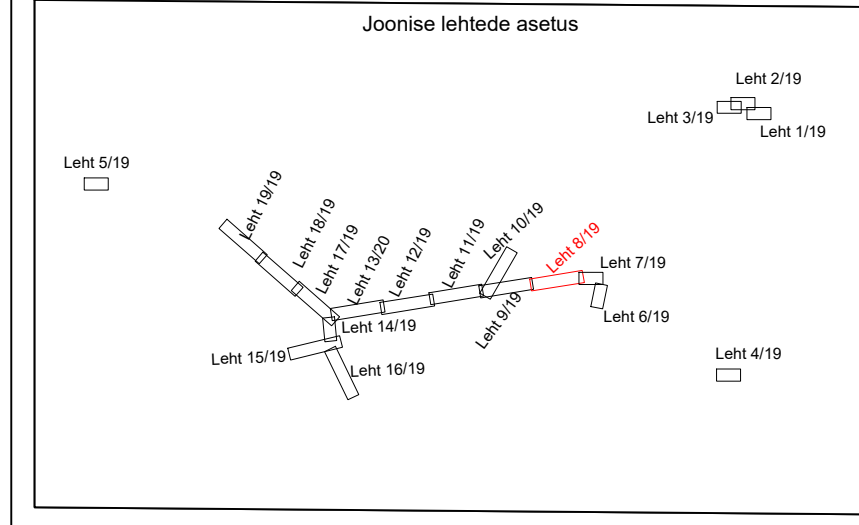 Joonise lehtede asetus
Leht 2/19
Leht 3/19
Leht 1/19
Leht 5/19
Leht 19/19
Leht 18/19
Leht 17/19
Leht 13/20
Leht 12/19
Leht 11/19
Leht 10/19
Leht 8/19
Leht 7/19
Leht 9/19
Leht 6/19
Leht 14/19
Leht 15/19
Leht 16/19
Leht 4/19